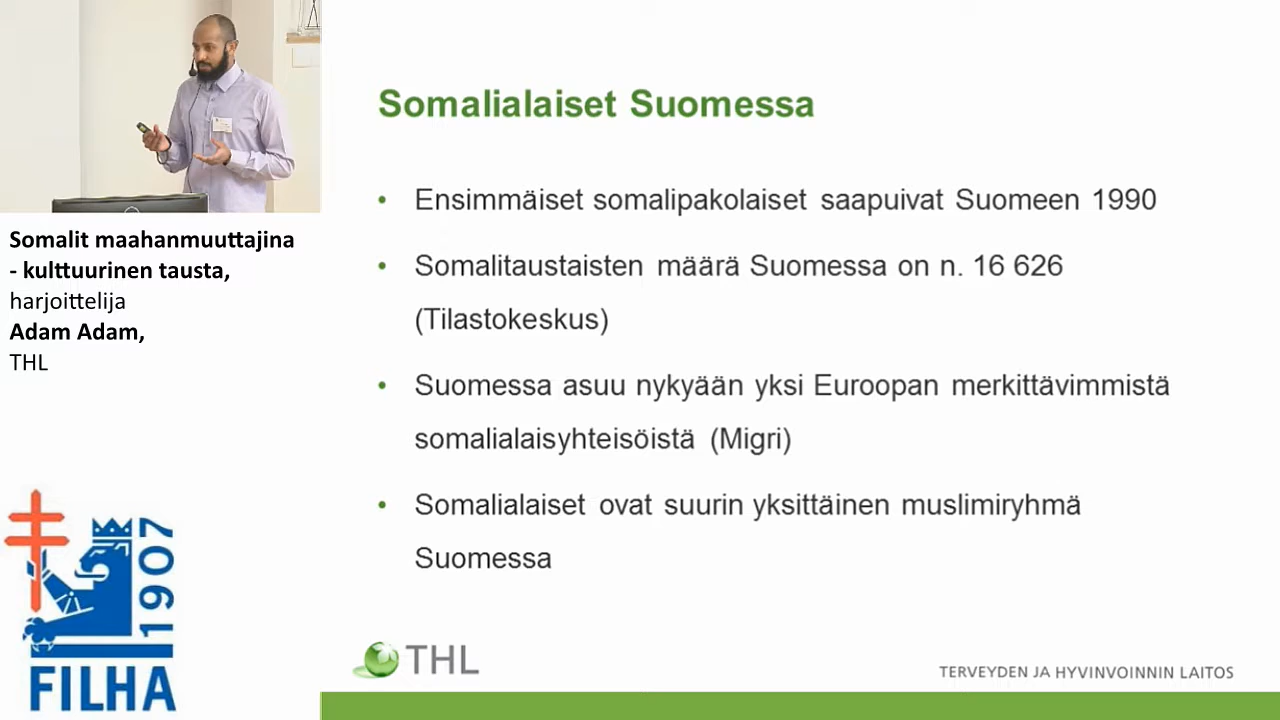 Somalialaiset Suomessa
• Ensimmäiset somalipakolaiset saapuivat Suomeen 1990
• Somalitaustaisten määrä Suomessa on n. 16 626
(Tilastokeskus)
• Suomessa asuu nykyään yksi Euroopan merkittävimmistä
somalialaisyhteisöistä (Migri)
• Somalialaiset ovat suurin yksittäinen muslimiryhmä
Suomessa
Somalit maahanmuuttajina
- kulttuurinen tausta,
harjoittelija
Adam Adam,
THL
1907
FILHA
THL
TERVEYDEN JA HYVINVOINNIN LAITOS